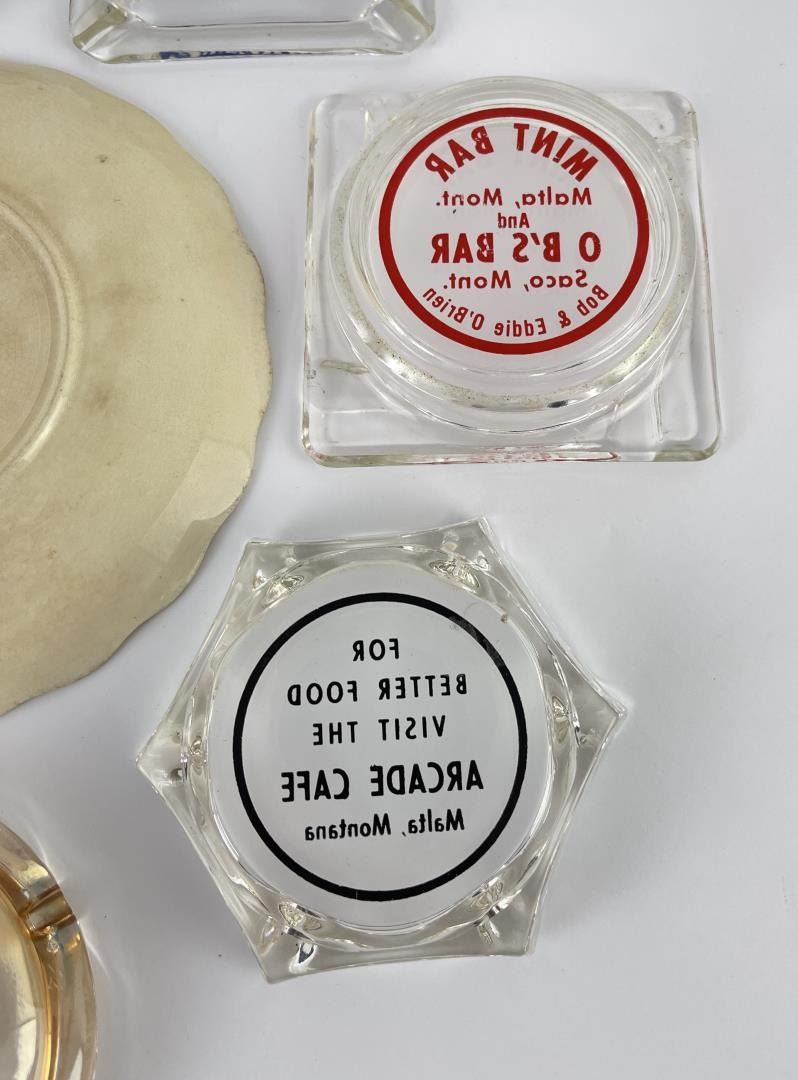 MINT BAR
Malta, Mont.
And
O B'S BAR
Saco, Mont.
Bob & Eddie O'Brien
FOR
BETTER FOOD
VISIT THE
ARCADE CAFE
Malta, Montana